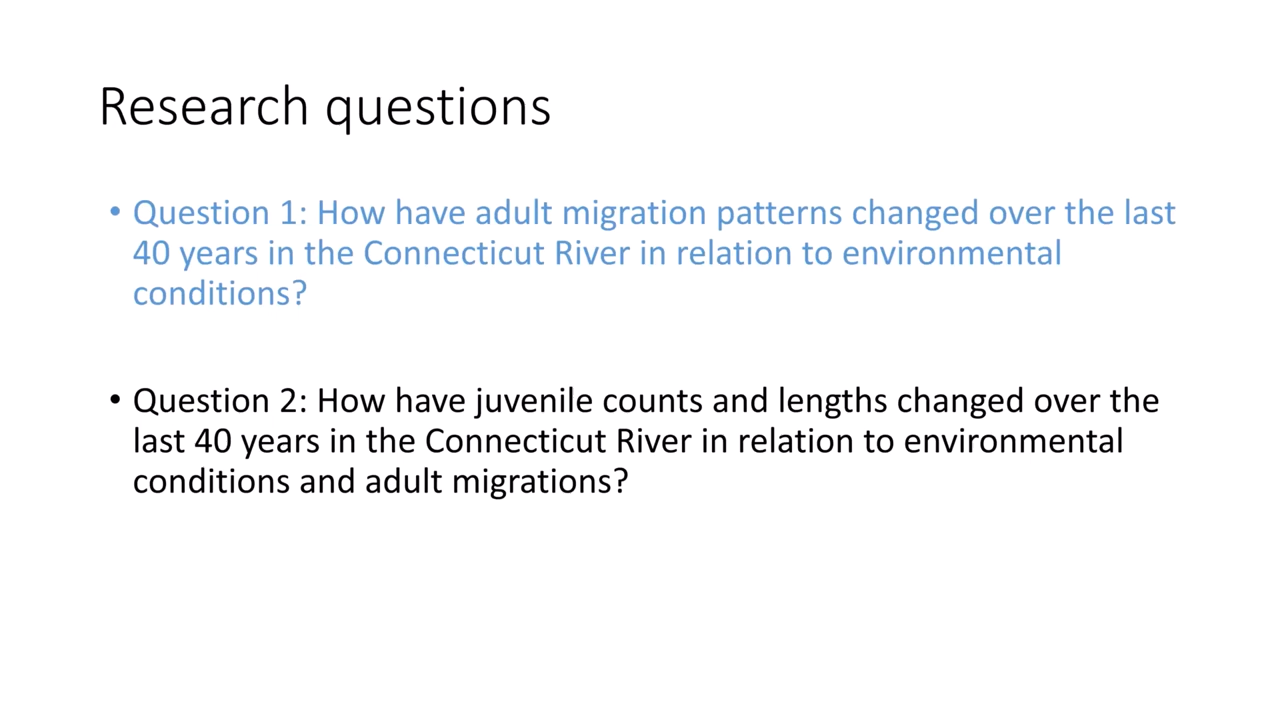 Research questions
• Question 1: How have adult migration patterns changed over the last
40 years in the Connecticut River in relation to environmental
conditions?
• Question 2: How have juvenile counts and lengths changed over the
last 40 years in the Connecticut River in relation to environmental
conditions and adult migrations?